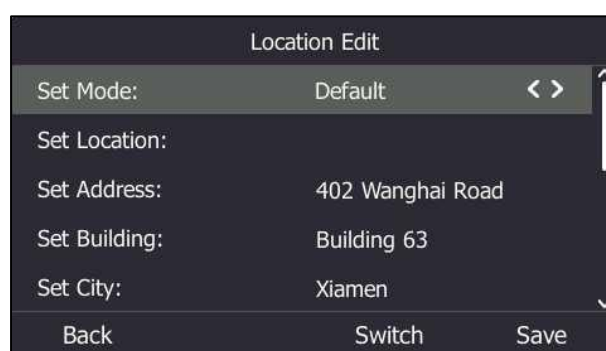 Location Edit
Set Mode: Default < >
Set Location:
Set Address: 402 Wanghai Road
Set Building: Building 63
Set City: Xiamen
Back Switch Save